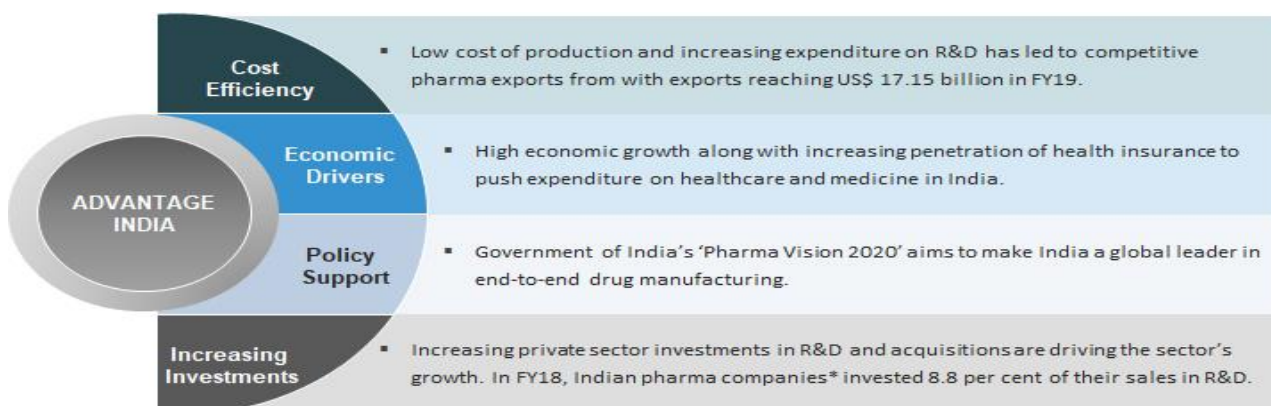 Cost
Efficiency
▪ Low cost of production and increasing expenditure on R&D has led to competitive
pharma exports from with exports reaching US$ 17.15 billion in FY19.
ADVANTAGE
INDIA
Economic
Drivers
▪ High economic growth along with increasing penetration of health insurance to
push expenditure on healthcare and medicine in India.
Policy
Support
▪ Government of India’s ‘Pharma Vision 2020’ aims to make India a global leader in
end-to-end drug manufacturing.
Increasing
Investments
▪ Increasing private sector investments in R&D and acquisitions are driving the sector’s
growth. In FY18, Indian pharma companies* invested 8.8 per cent of their sales in R&D.